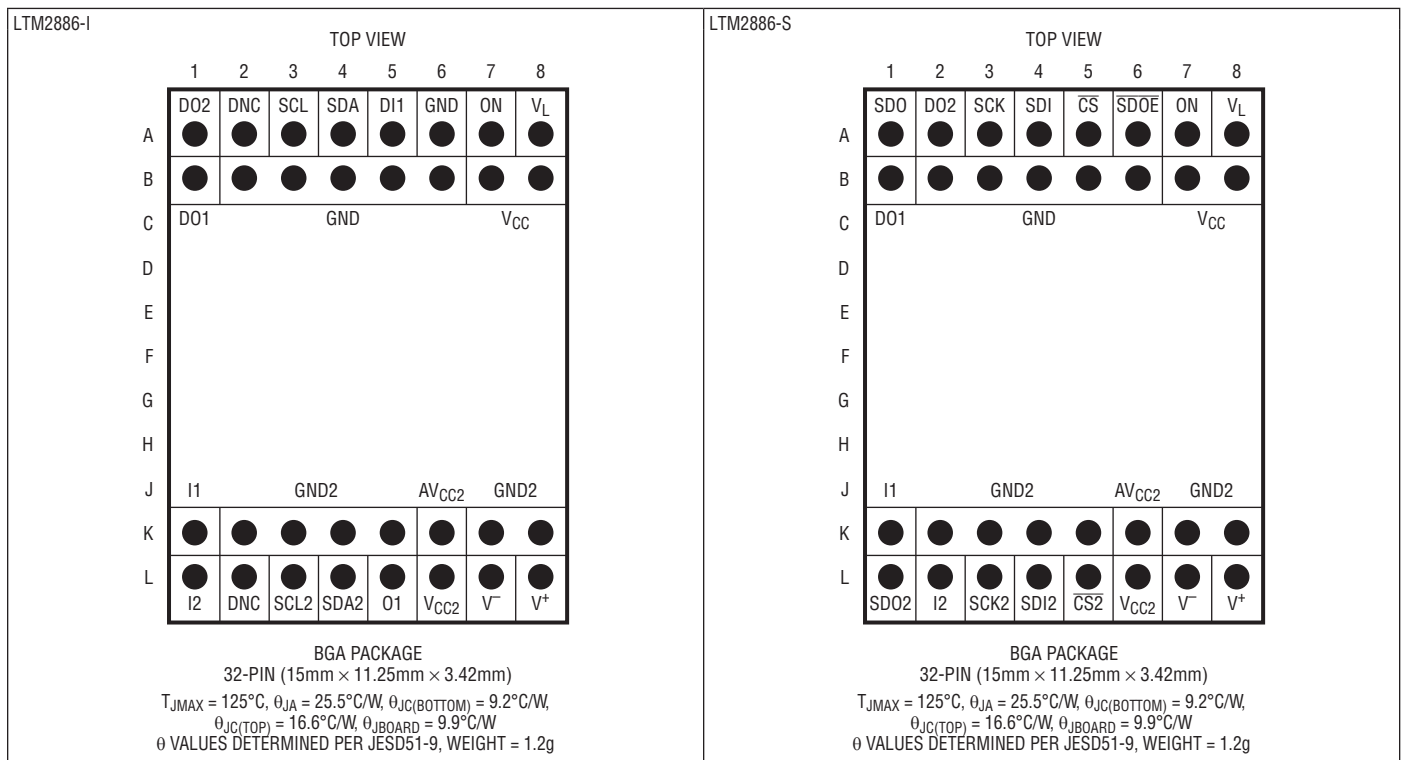 LTM2886-I
TOP VIEW
1 2 3 4 5 6 7 8
DO2 DNC SCL SDA DI1 GND ON VL
A
B
C DO1 GND VCC
D
E
F
G
H
J I1 GND2 AVCC2 GND2
K
L
I2 DNC SCL2 SDA2 O1 VCC2 V– V+
BGA PACKAGE
32-PIN (15mm × 11.25mm × 3.42mm)
TJMAX = 125°C, θJA = 25.5°C/W, θJC(BOTTOM) = 9.2°C/W,
θJC(TOP) = 16.6°C/W, θJBOARD = 9.9°C/W
θ VALUES DETERMINED PER JESD51-9, WEIGHT = 1.2g
LTM2886-S
TOP VIEW
1 2 3 4 5 6 7 8
SDO DO2 SCK SDI C̅S̅ S̅D̅O̅E̅ ON VL
A
B
C DO1 GND VCC
D
E
F
G
H
J I1 GND2 AVCC2 GND2
K
L
SDO2 I2 SCK2 SDI2 C̅S̅2̅ VCC2 V– V+
BGA PACKAGE
32-PIN (15mm × 11.25mm × 3.42mm)
TJMAX = 125°C, θJA = 25.5°C/W, θJC(BOTTOM) = 9.2°C/W,
θJC(TOP) = 16.6°C/W, θJBOARD = 9.9°C/W
θ VALUES DETERMINED PER JESD51-9, WEIGHT = 1.2g